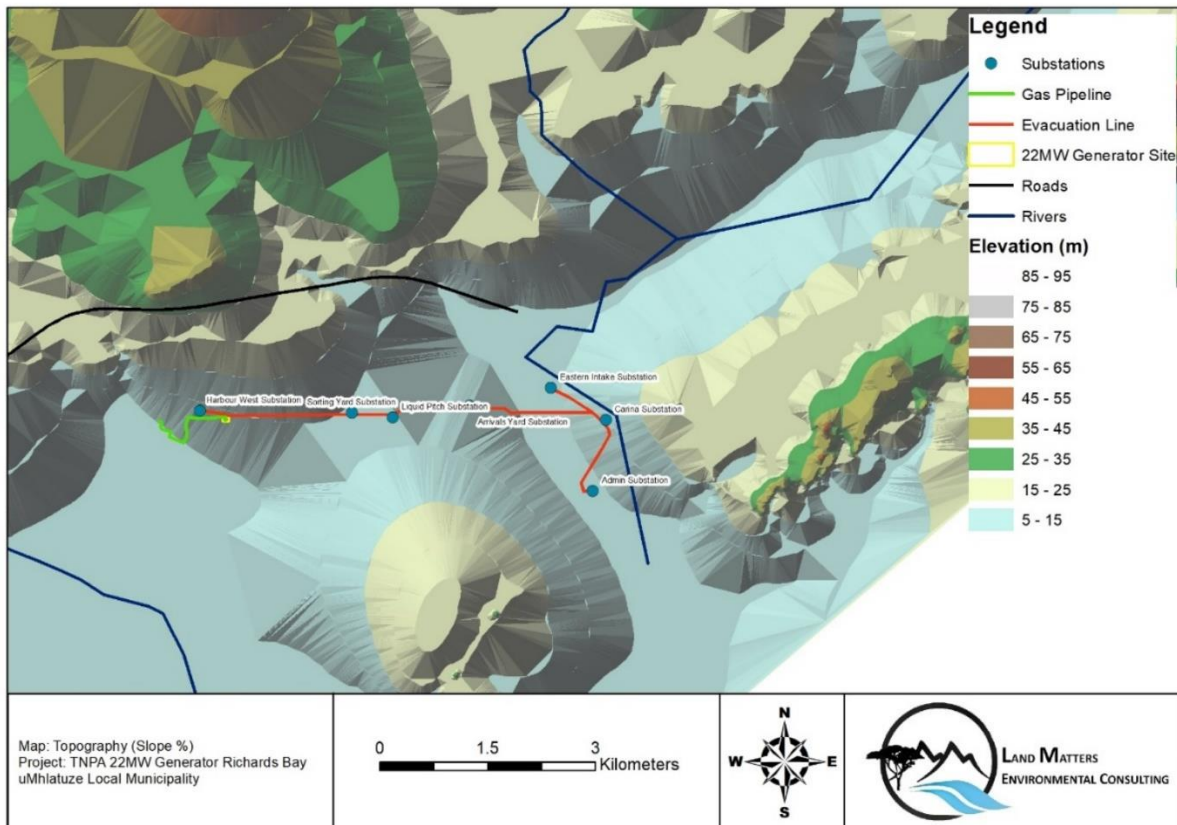 Legend
Substations
Gas Pipeline
Evacuation Line
22MW Generator Site
Roads
Rivers
Elevation (m)
85 - 95
75 - 85
65 - 75
55 - 65
45 - 55
35 - 45
25 - 35
15 - 25
5 - 15
Eastern Intake Substation
Harbour West Substation
Sorting Yard Substation
Liquid Pitch Substation
Arrivals Yard Substation
Carina Substation
Admin Substation
Map: Topography (Slope %)
Project: TNPA 22MW Generator Richards Bay
uMhlatuze Local Municipality
0 1.5 3
Kilometers
N
W E
S
LAND MATTERS
ENVIRONMENTAL CONSULTING